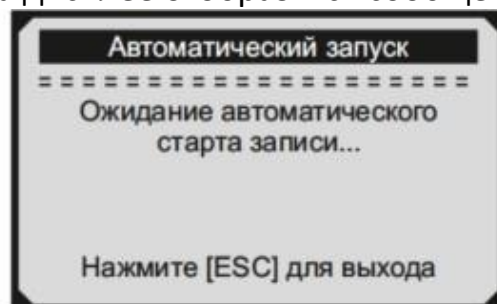 Автоматический запуск
= = = = = = = = = = = = = = = = = = = =
Ожидание автоматического
старта записи...
Нажмите [ESC] для выхода